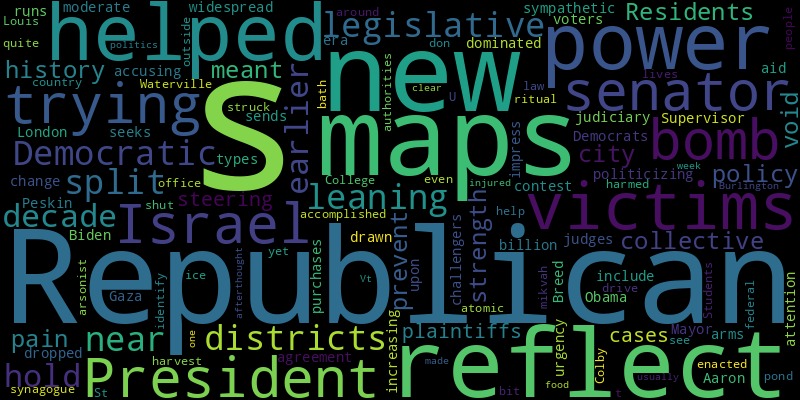 runs
moderate
widespread
sympathetic
around
Residents
Louis
helped
legislative
voters
people
quite
politics
outside
era
don
dominated
power
history
accusing
meant
new
aid
country
Waterville
bath
authorities
clear
law
lives
senator
trying
S
struck
earlier
U
ritual
void
London
seeks
sends
maps
judiciary
Supervisor
Democratic
types
impress
Democrats
week
bomb
city
change
office
split
College
even
injured
contest
politicizing
policy
Peskin
shut
steering
leaning
harmed
Burlington
decade
Biden
Israel
accomplished
victims
yet
drawn
prevent
upon
challengers
strength
help
billion
judges
collective
arsonist
Gaza
identify
ice
afterthought
purchases
Vt
Republican
atomic
mikvah
Breed
include
Obama
drive
Students
federal
attention
pain
near
one
districts
increasing
plaintiffs
urgency
cases
Mayor
arms
see
dropped
harvest
agreement
made
hold
President
reflect
Colby
enacted
usually
Aaron
pond
synagogue
St
bit
food
t